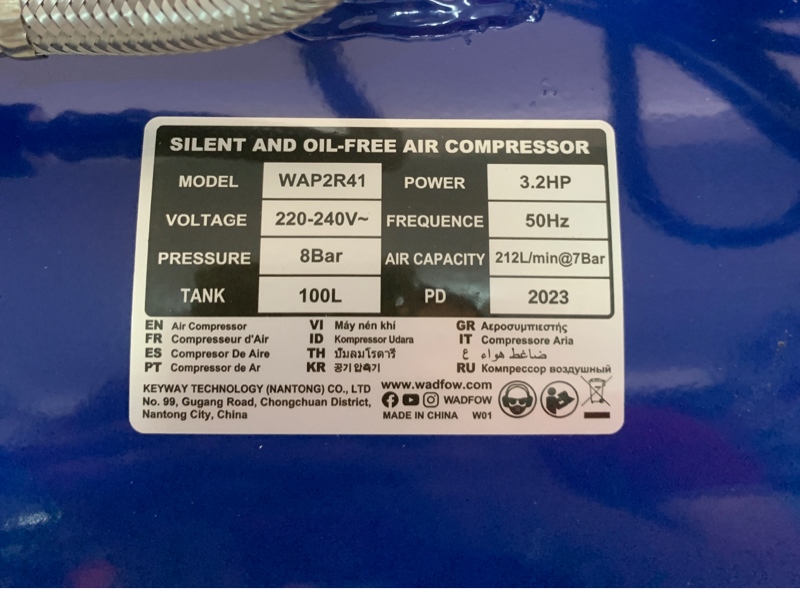 SILENT AND OIL-FREE AIR COMPRESSOR
MODEL WAP2R41 POWER 3.2HP
VOLTAGE 220-240V~ FREQUENCE 50Hz
PRESSURE 8Bar AIR CAPACITY 212L/min@7Bar
TANK 100L PD 2023
EN Air Compressor VI Máy nén khí GR Αεροσυμπιεστής
FR Compresseur d'Air ID Kompressor Udara IT Compressore Aria
ES Compresor De Aire TH ปั๊มลมโรตารี่ ع ضاغط هواء
PT Compressor de Ar KR 공기 압축기 RU Компрессор воздушный
KEYWAY TECHNOLOGY (NANTONG) CO., LTD www.wadfow.com
No. 99, Gugang Road, Chongchuan District, WADFOW
Nantong City, China MADE IN CHINA W01